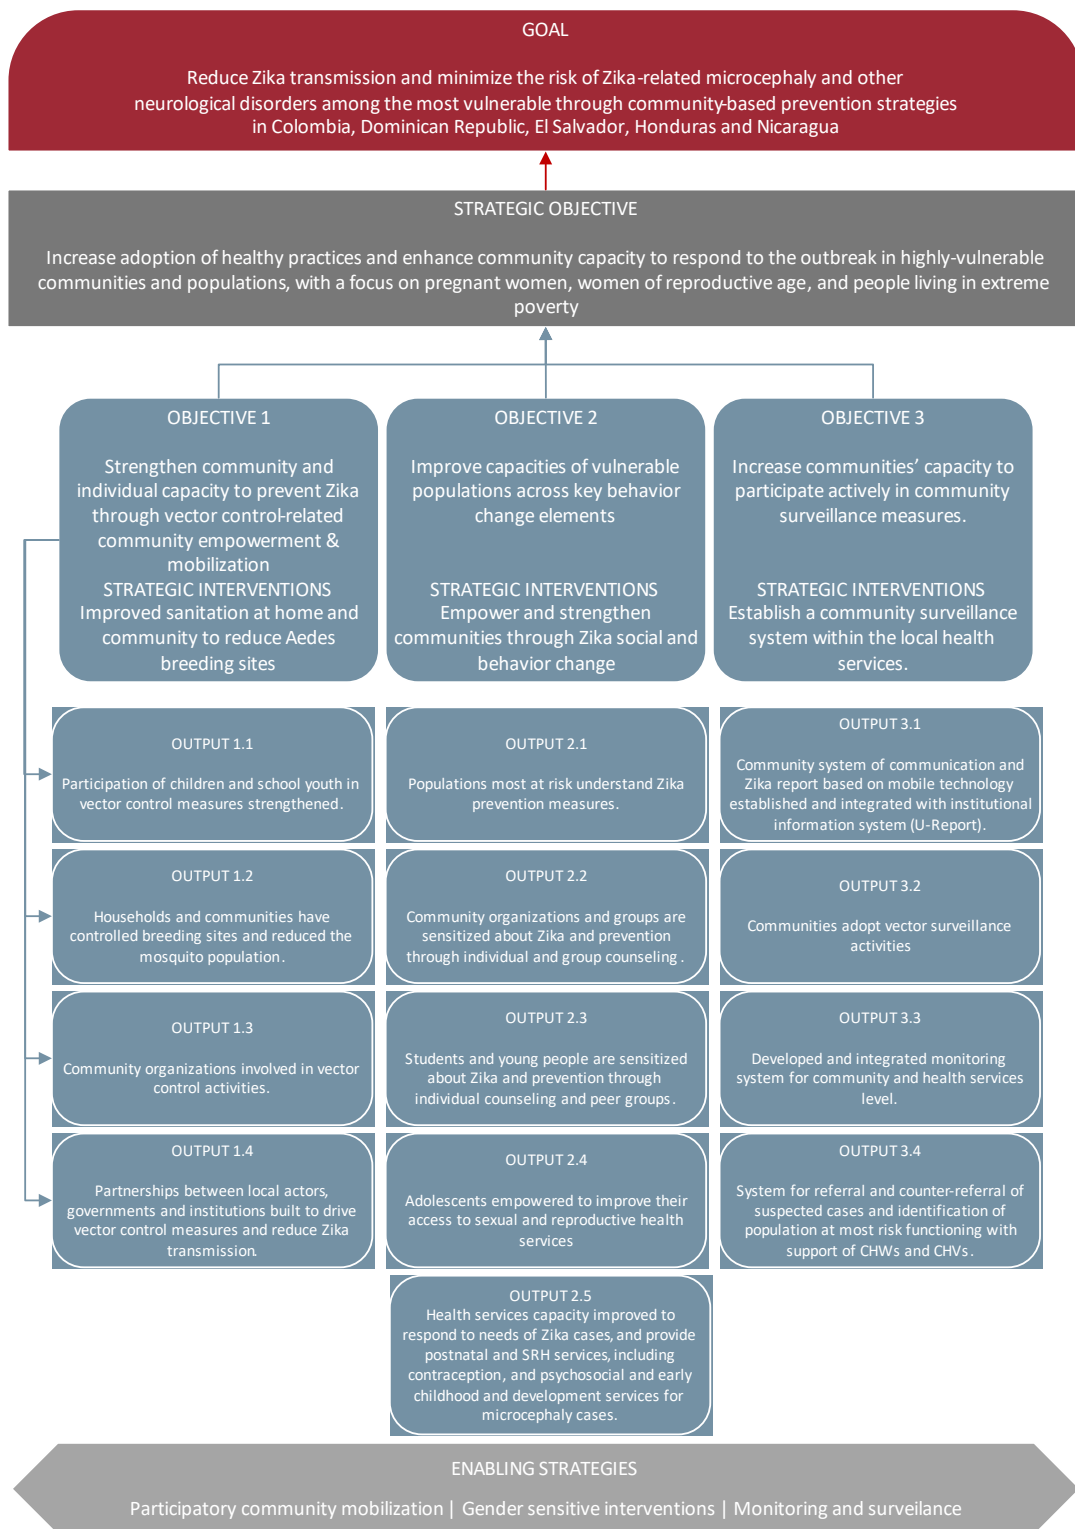 GOAL
Reduce Zika transmission and minimize the risk of Zika-related microcephaly and other
neurological disorders among the most vulnerable through community-based prevention strategies
in Colombia, Dominican Republic, El Salvador, Honduras and Nicaragua
STRATEGIC OBJECTIVE
Increase adoption of healthy practices and enhance community capacity to respond to the outbreak in highly-vulnerable
communities and populations, with a focus on pregnant women, women of reproductive age, and people living in extreme
poverty
OBJECTIVE 1
Strengthen community and
individual capacity to prevent Zika
through vector control-related
community empowerment &
mobilization
STRATEGIC INTERVENTIONS
Improved sanitation at home and
community to reduce Aedes
breeding sites
OBJECTIVE 2
Improve capacities of vulnerable
populations across key behavior
change elements
STRATEGIC INTERVENTIONS
Empower and strengthen
communities through Zika social and
behavior change
OBJECTIVE 3
Increase communities' capacity to
participate actively in community
surveillance measures.
STRATEGIC INTERVENTIONS
Establish a community surveillance
system within the local health
services.
OUTPUT 1.1
Participation of children and school youth in
vector control measures strengthened.
OUTPUT 1.2
Households and communities have
controlled breeding sites and reduced the
mosquito population.
OUTPUT 1.3
Community organizations involved in vector
control activities.
OUTPUT 1.4
Partnerships between local actors,
governments and institutions built to drive
vector control measures and reduce Zika
transmission.
OUTPUT 2.1
Populations most at risk understand Zika
prevention measures.
OUTPUT 2.2
Community organizations and groups are
sensitized about Zika and prevention
through individual and group counseling.
OUTPUT 2.3
Students and young people are sensitized
about Zika and prevention through
individual counseling and peer groups.
OUTPUT 2.4
Adolescents empowered to improve their
access to sexual and reproductive health
services
OUTPUT 2.5
Health services capacity improved to
respond to needs of Zika cases, and provide
postnatal and SRH services, including
contraception, and psychosocial and early
childhood and development services for
microcephaly cases.
OUTPUT 3.1
Community system of communication and
Zika report based on mobile technology
established and integrated with institutional
information system (U-Report).
OUTPUT 3.2
Communities adopt vector surveillance
activities
OUTPUT 3.3
Developed and integrated monitoring
system for community and health services
level.
OUTPUT 3.4
System for referral and counter-referral of
suspected cases and identification of
population at most risk functioning with
support of CHWs and CHVs.
ENABLING STRATEGIES
Participatory community mobilization | Gender sensitive interventions | Monitoring and surveilance